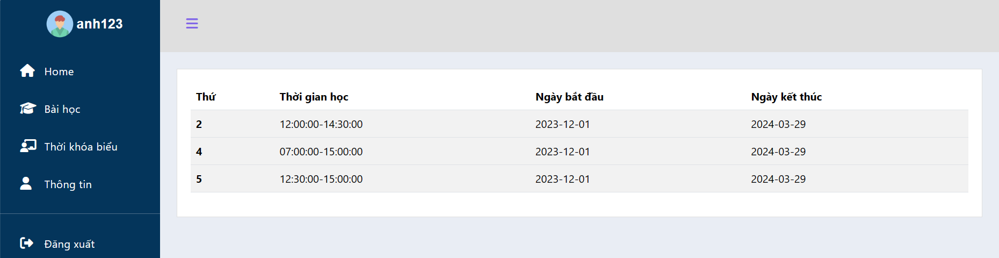 anh123
Home
Bài học
Thời khóa biểu
Thông tin
Đăng xuất
Thứ Thời gian học Ngày bắt đầu Ngày kết thúc
2 12:00:00-14:30:00 2023-12-01 2024-03-29
4 07:00:00-15:00:00 2023-12-01 2024-03-29
5 12:30:00-15:00:00 2023-12-01 2024-03-29